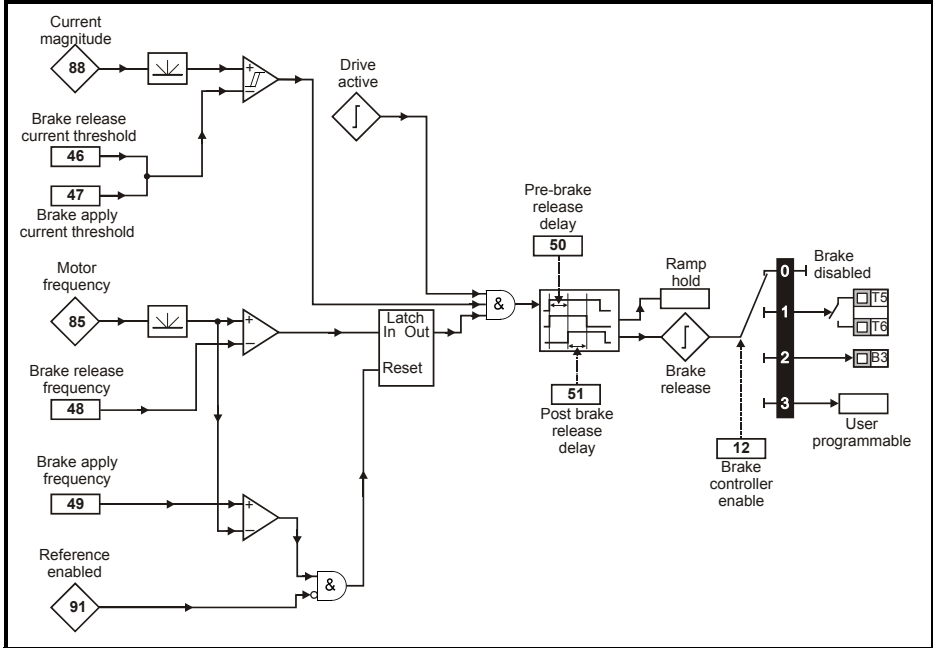 Current
magnitude
88
Brake release
current threshold
46
47
Brake apply
current threshold
Motor
frequency
85
Brake release
frequency
48
Brake apply
frequency
49
Reference
enabled
91
Drive
active
Latch
In Out
Reset
&
&
Pre-brake
release
delay
50
51
Post brake
release
delay
Ramp
hold
Brake
release
12
Brake
controller
enable
0
1
2
3
Brake
disabled
T5
T6
B3
User
programmable